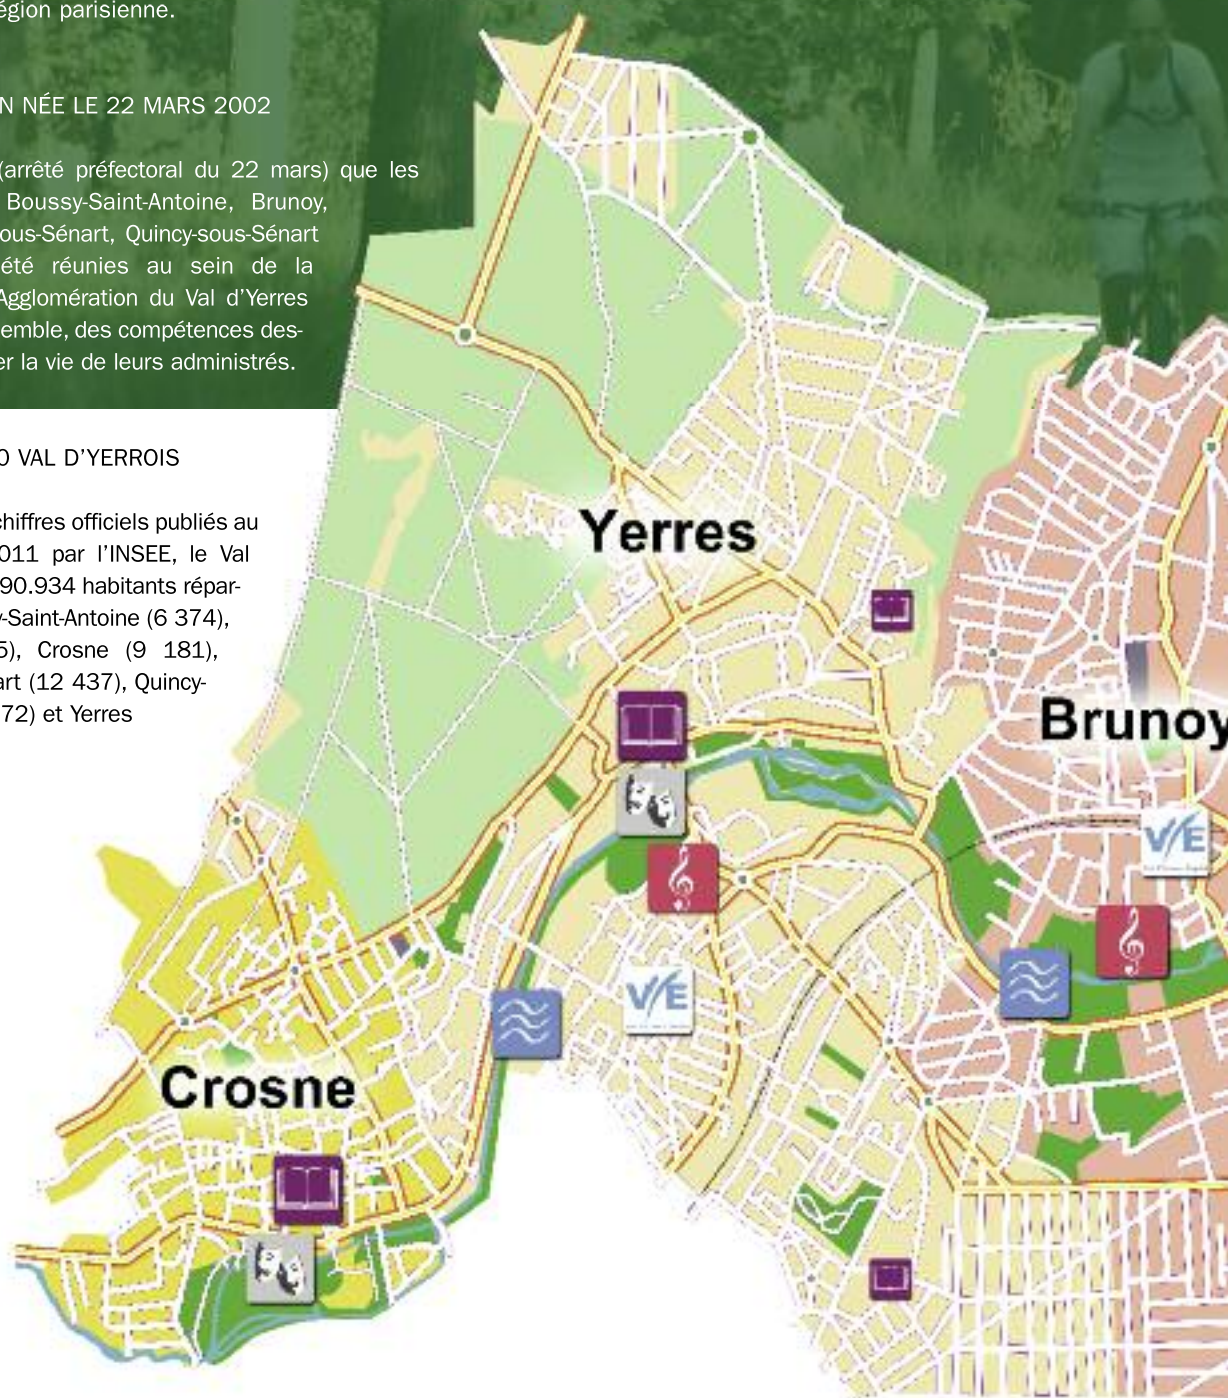 égion parisienne.
N NÉE LE 22 MARS 2002
(arrêté préfectoral du 22 mars) que les
Boussy-Saint-Antoine, Brunoy,
ous-Sénart, Quincy-sous-Sénart
été réunies au sein de la
Agglomération du Val d'Yerres
emble, des compétences des-
er la vie de leurs administrés.
0 VAL D'YERROIS
chiffres officiels publiés au
011 par l'INSEE, le Val
90.934 habitants répar-
y-Saint-Antoine (6 374),
5), Crosne (9 181),
art (12 437), Quincy-
72) et Yerres
Yerres
Brunoy
VYE
VYE
Crosne